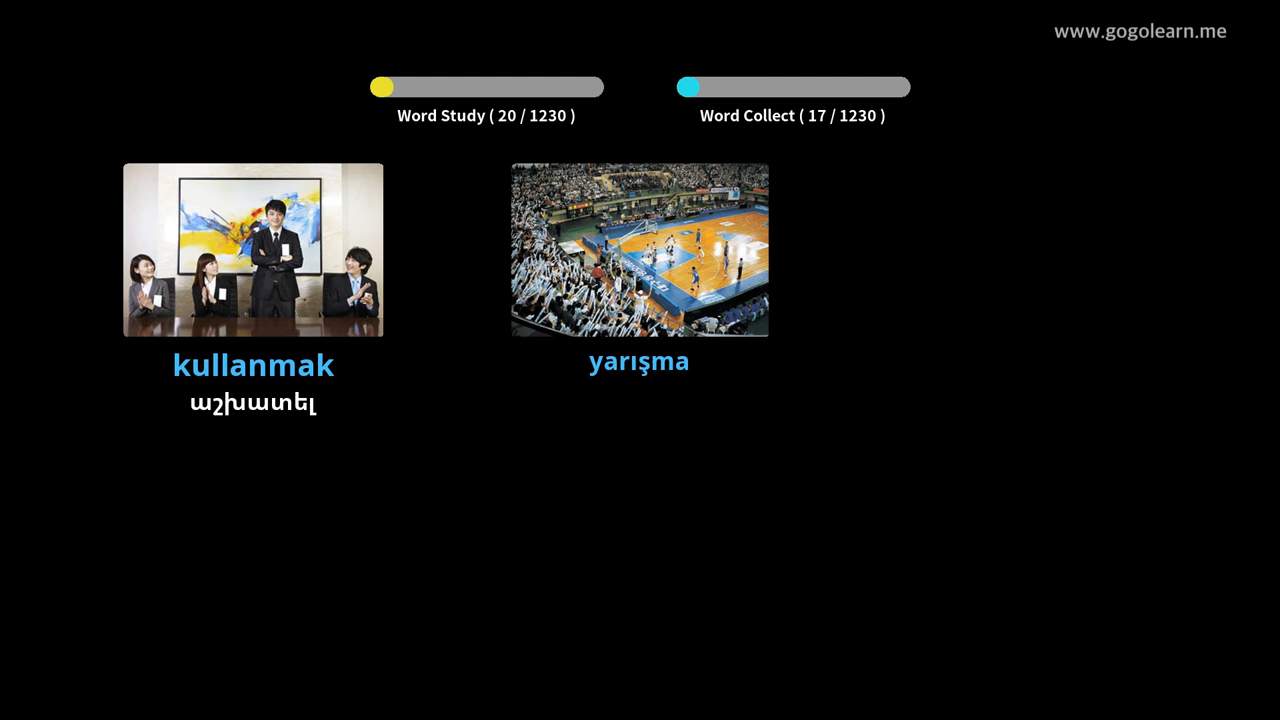 www.gogolearn.me
Word Study ( 20 / 1230 )
Word Collect ( 17 / 1230 )
kullanmak
աշխատել
yarışma